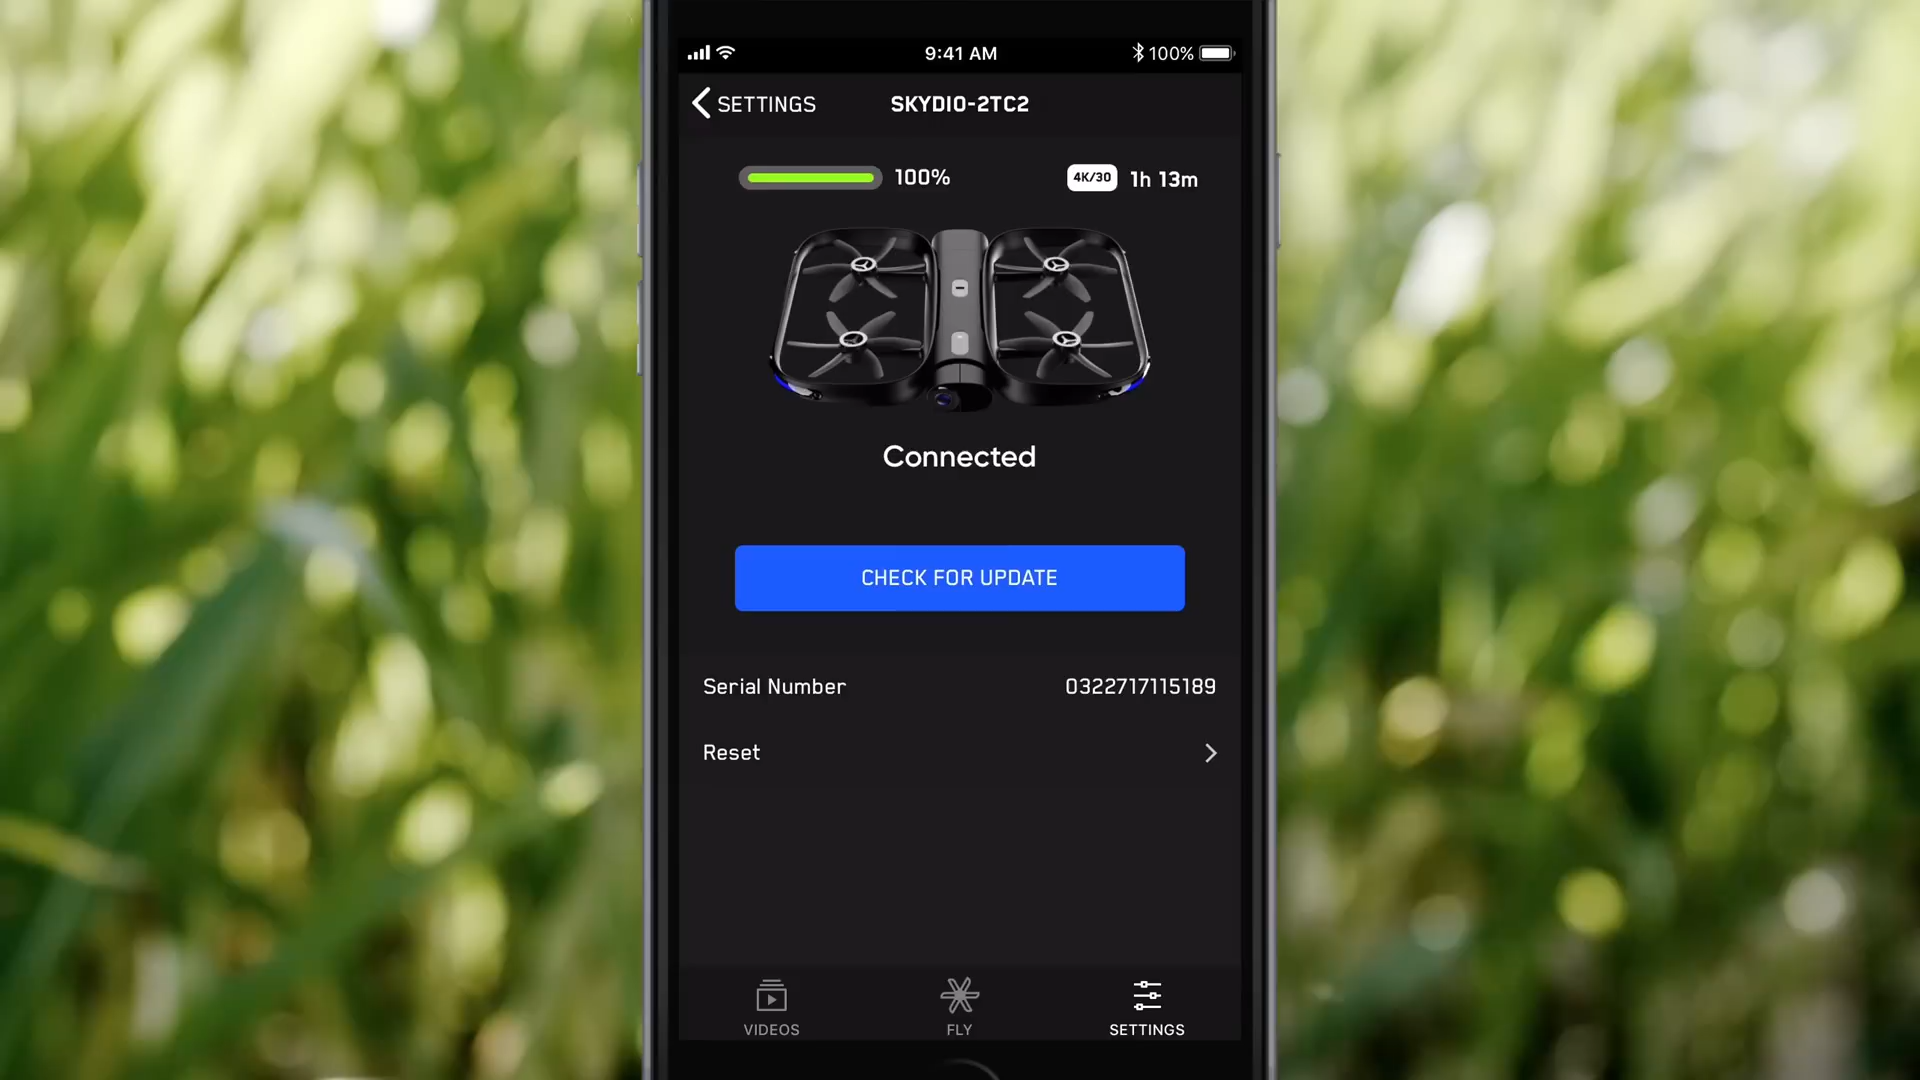 9:41 AM
100%
SETTINGS
SKYDIO-2TC2
100%
4K/30
1h 13m
Connected
CHECK FOR UPDATE
Serial Number
0322717115189
Reset
VIDEOS
FLY
SETTINGS